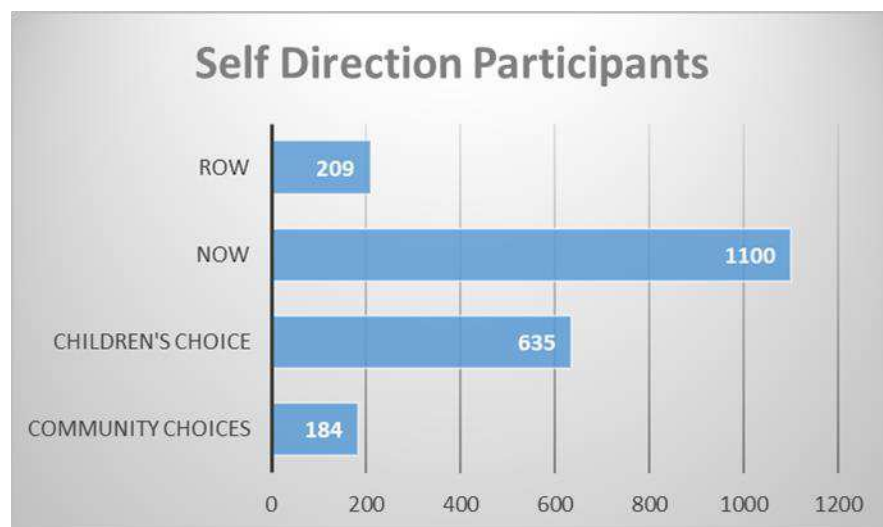 Self Direction Participants
ROW
209
NOW
1100
CHILDREN'S CHOICE
635
COMMUNITY CHOICES
184
0 200 400 600 800 1000 1200